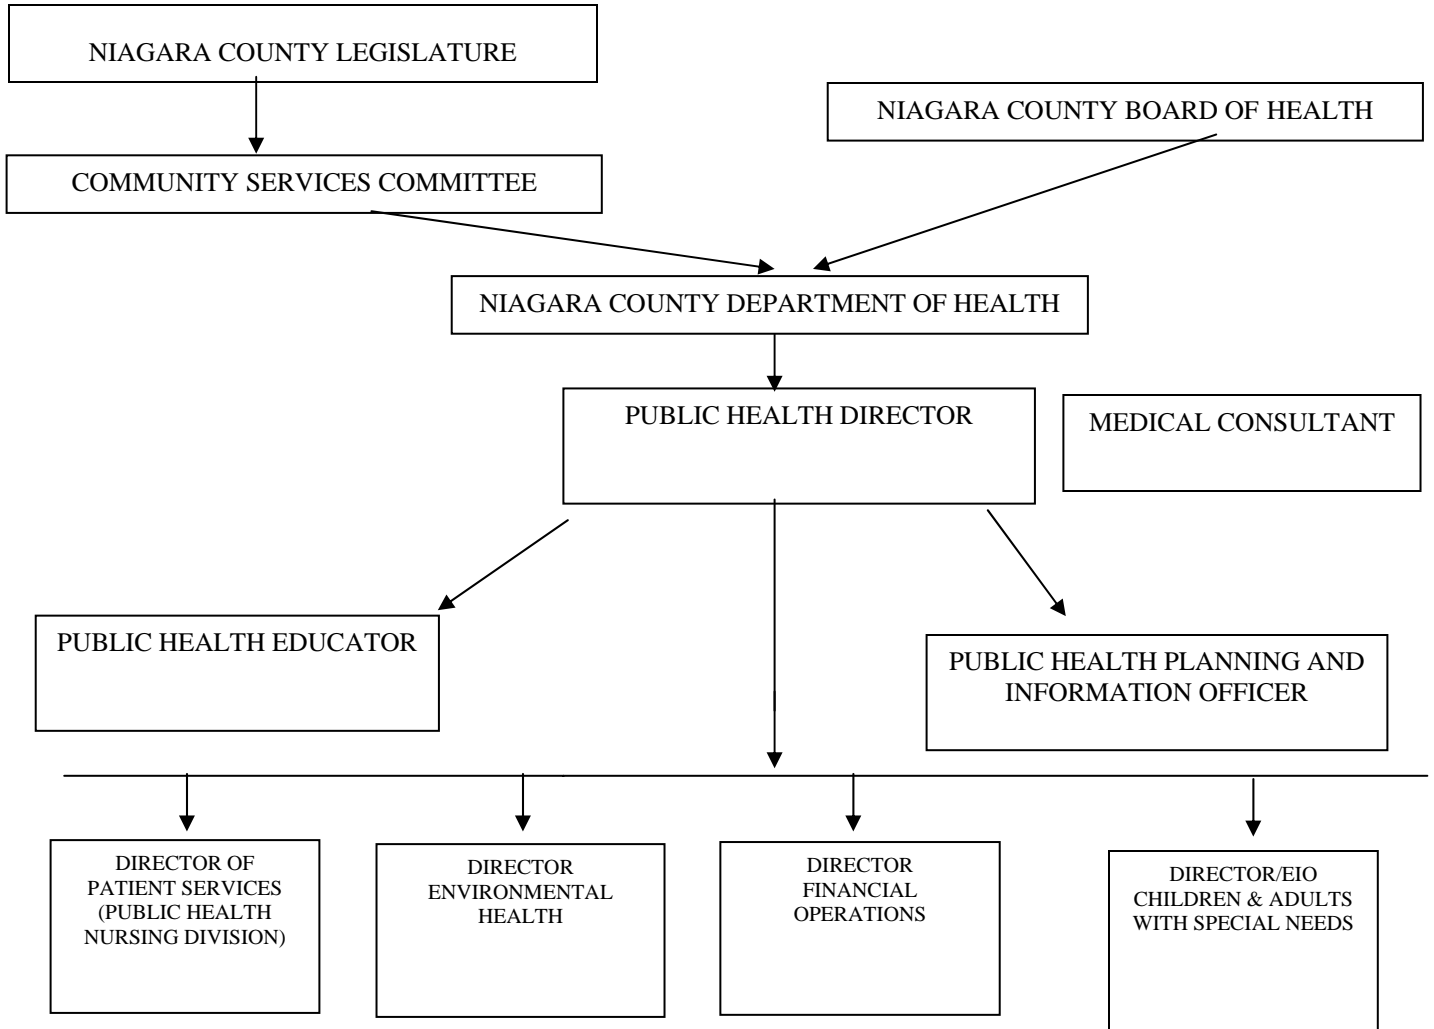 NIAGARA COUNTY LEGISLATURE
NIAGARA COUNTY BOARD OF HEALTH
COMMUNITY SERVICES COMMITTEE
NIAGARA COUNTY DEPARTMENT OF HEALTH
PUBLIC HEALTH DIRECTOR
MEDICAL CONSULTANT
PUBLIC HEALTH EDUCATOR
PUBLIC HEALTH PLANNING AND
INFORMATION OFFICER
DIRECTOR OF
PATIENT SERVICES
(PUBLIC HEALTH
NURSING DIVISION)
DIRECTOR
ENVIRONMENTAL
HEALTH
DIRECTOR
FINANCIAL
OPERATIONS
DIRECTOR/EIO
CHILDREN & ADULTS
WITH SPECIAL NEEDS